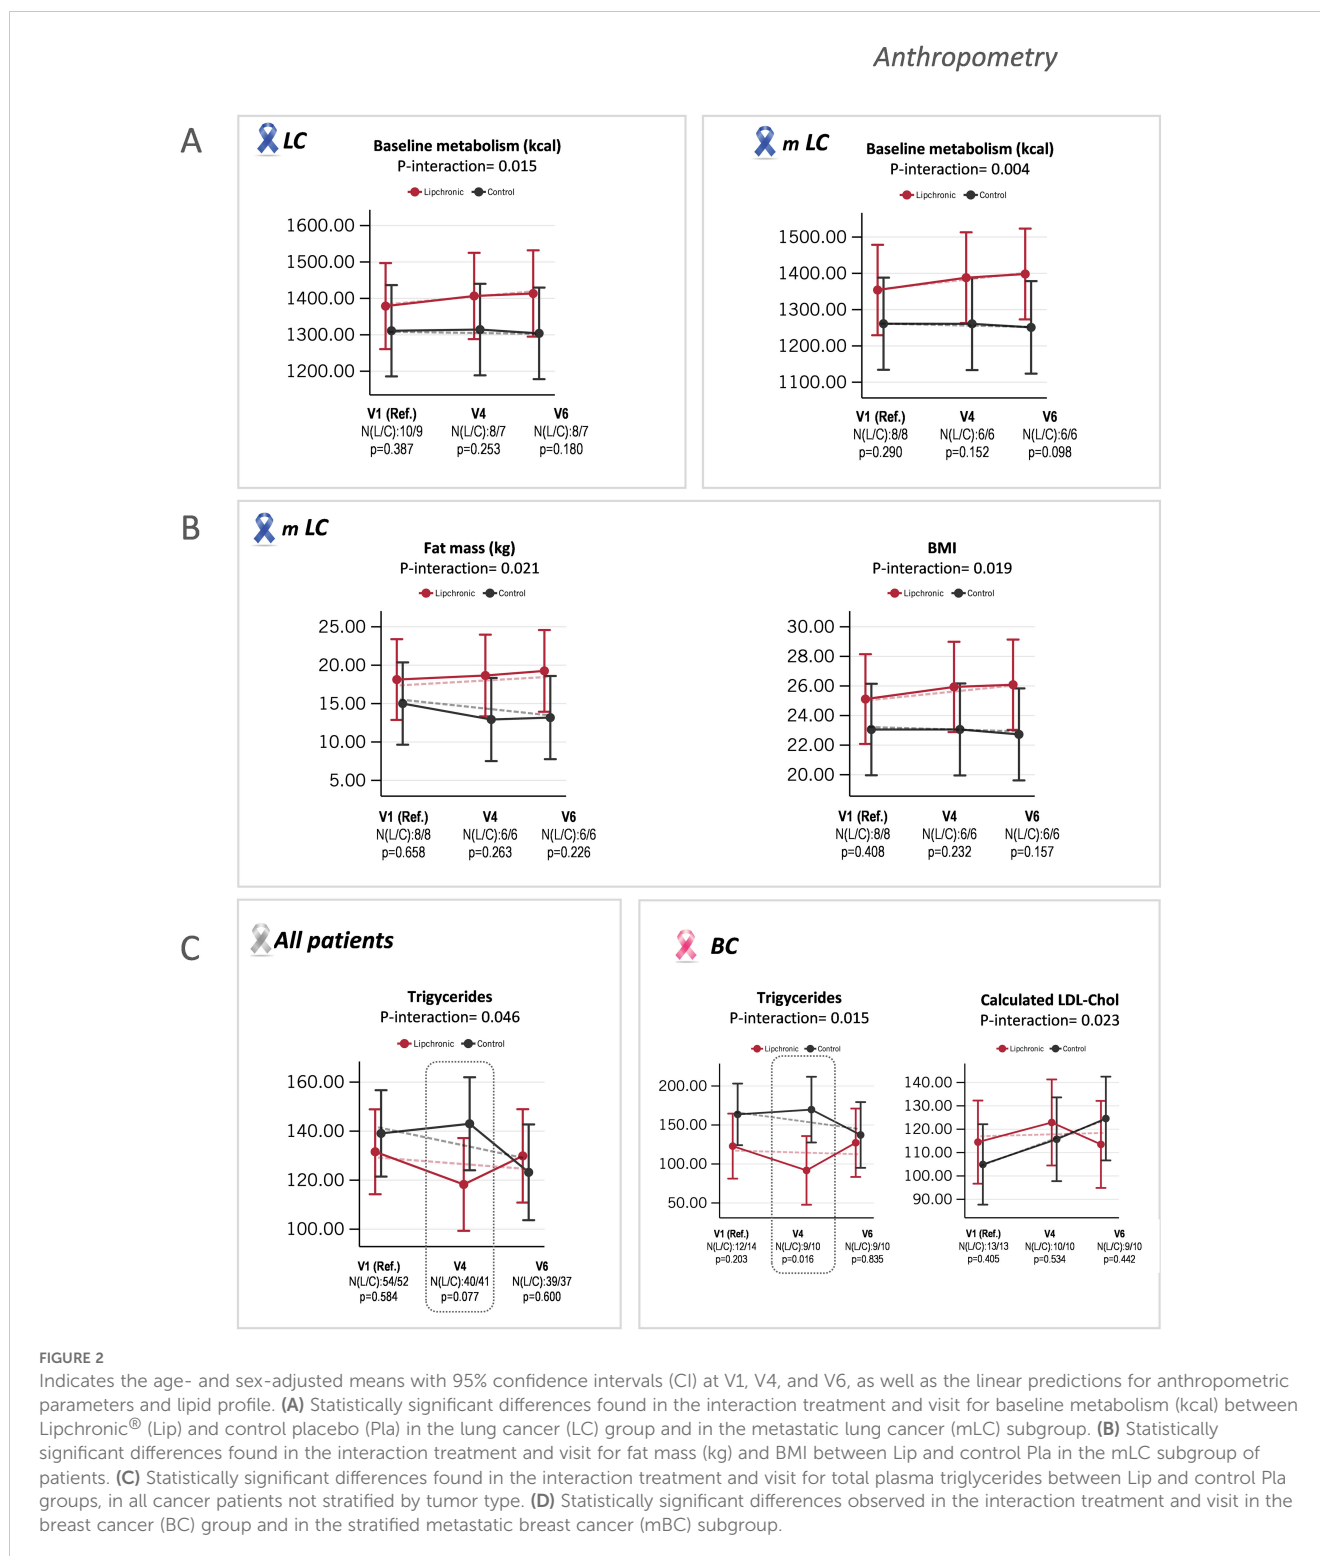 Anthropometry
A
LC
Baseline metabolism (kcal)
P-interaction= 0.015
Lipchronic Control
1600.00
1500.00
1400.00
1300.00
1200.00
V1 (Ref.) V4 V6
N(L/C):10/9 N(L/C):8/7 N(L/C):8/7
p=0.387 p=0.253 p=0.180
m LC
Baseline metabolism (kcal)
P-interaction= 0.004
Lipchronic Control
1500.00
1400.00
1300.00
1200.00
1100.00
V1 (Ref.) V4 V6
N(L/C):8/8 N(L/C):6/6 N(L/C):6/6
p=0.290 p=0.152 p=0.098
B
m LC
Fat mass (kg)
P-interaction= 0.021
Lipchronic Control
25.00
20.00
15.00
10.00
5.00
V1 (Ref.) V4 V6
N(L/C):8/8 N(L/C):6/6 N(L/C):6/6
p=0.658 p=0.263 p=0.226
BMI
P-interaction= 0.019
Lipchronic Control
30.00
28.00
26.00
24.00
22.00
20.00
V1 (Ref.) V4 V6
N(L/C):8/8 N(L/C):6/6 N(L/C):6/6
p=0.408 p=0.232 p=0.157
C
All patients
Trigycerides
P-interaction= 0.046
Lipchronic Control
160.00
140.00
120.00
100.00
V1 (Ref.) V4 V6
N(L/C):54/52 N(L/C):40/41 N(L/C):39/37
p=0.584 p=0.077 p=0.600
BC
Trigycerides
P-interaction= 0.015
Lipchronic Control
200.00
150.00
100.00
50.00
V1 (Ref.) V4 V6
N(L/C):12/14 N(L/C):9/10 N(L/C):9/10
p=0.203 p=0.016 p=0.835
Calculated LDL-Chol
P-interaction= 0.023
Lipchronic Control
140.00
130.00
120.00
110.00
100.00
90.00
V1 (Ref.) V4 V6
N(L/C):13/13 N(L/C):10/10 N(L/C):9/10
p=0.405 p=0.534 p=0.442
FIGURE 2
Indicates the age- and sex-adjusted means with 95% confidence intervals (CI) at V1, V4, and V6, as well as the linear predictions for anthropometric
parameters and lipid profile. (A) Statistically significant differences found in the interaction treatment and visit for baseline metabolism (kcal) between
Lipchronic® (Lip) and control placebo (Pla) in the lung cancer (LC) group and in the metastatic lung cancer (mLC) subgroup. (B) Statistically
significant differences found in the interaction treatment and visit for fat mass (kg) and BMI between Lip and control Pla in the mLC subgroup of
patients. (C) Statistically significant differences found in the interaction treatment and visit for total plasma triglycerides between Lip and control Pla
groups, in all cancer patients not stratified by tumor type. (D) Statistically significant differences observed in the interaction treatment and visit in the
breast cancer (BC) group and in the stratified metastatic breast cancer (mBC) subgroup.